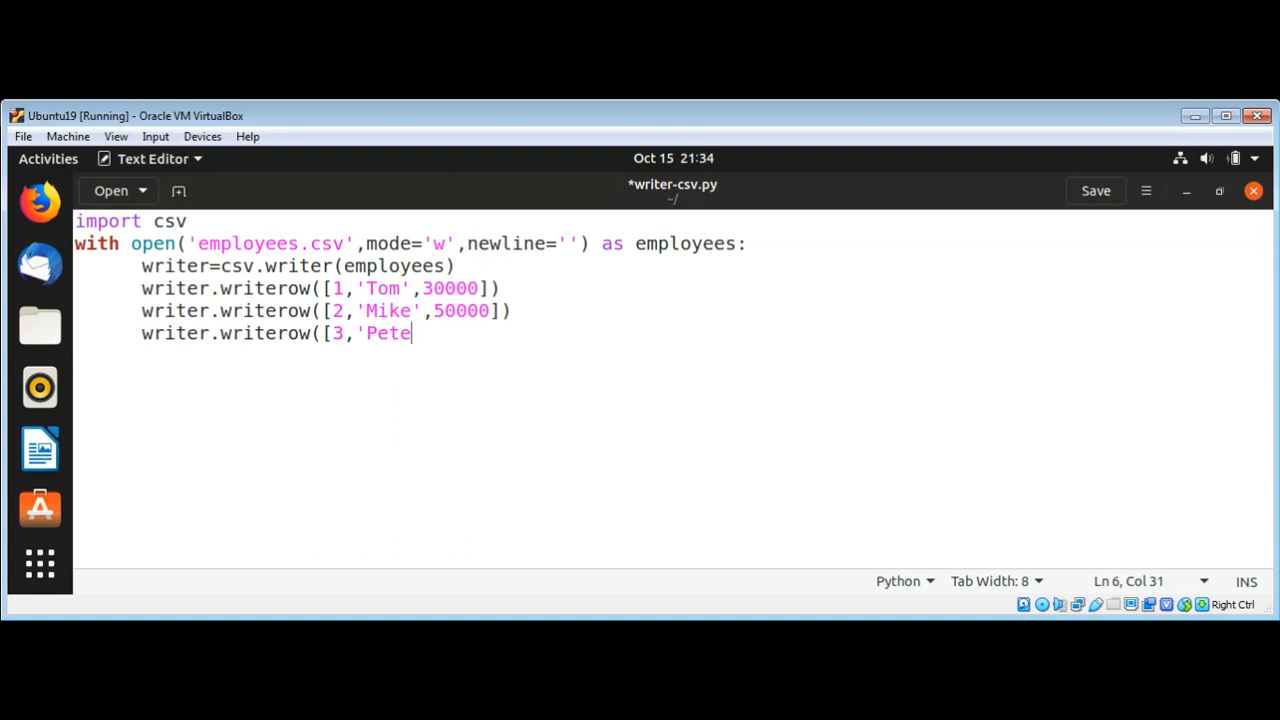 Ubuntu19 [Running] - Oracle VM VirtualBox
File Machine View Input Devices Help
Activities Text Editor Oct 15 21:34
Open *writer-csv.py Save
~/
import csv
with open('employees.csv',mode='w',newline='') as employees:
writer=csv.writer(employees)
writer.writerow([1,'Tom',30000])
writer.writerow([2,'Mike',50000])
writer.writerow([3,'Pete
Python Tab Width: 8 Ln 6, Col 31 INS
Right Ctrl